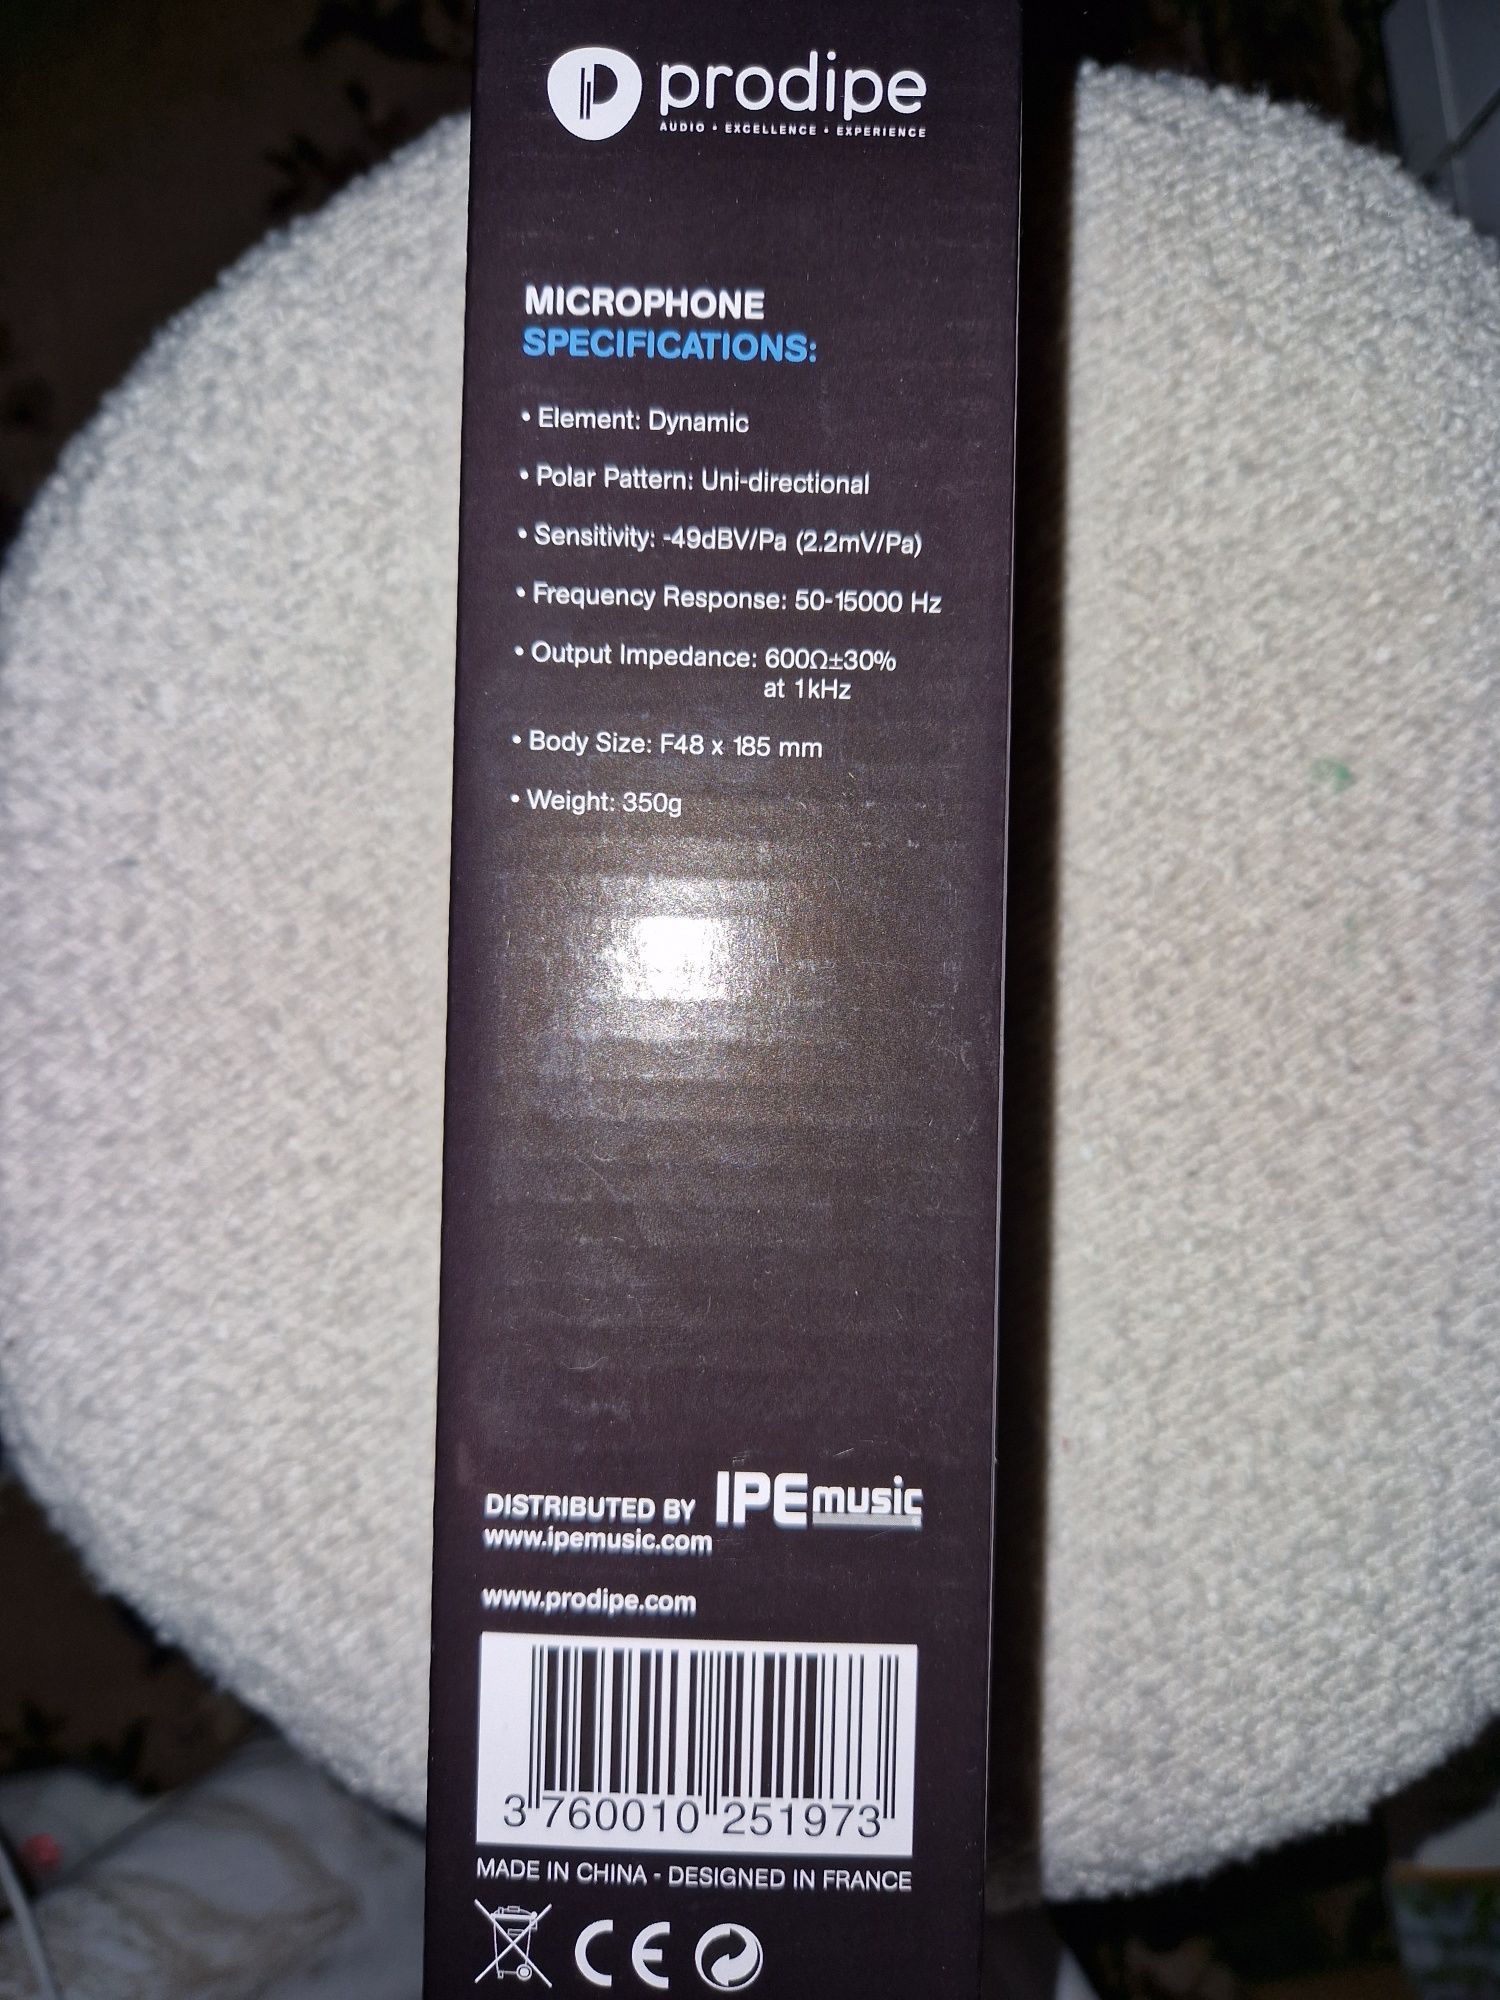 prodipe
AUDIO • EXCELLENCE • EXPERIENCE
MICROPHONE
SPECIFICATIONS:
• Element: Dynamic
• Polar Pattern: Uni-directional
• Sensitivity: -49dBV/Pa (2.2mV/Pa)
• Frequency Response: 50-15000 Hz
• Output Impedance: 600Ω±30%
at 1kHz
• Body Size: F48 x 185 mm
• Weight: 350g
DISTRIBUTED BY IPEmusic
www.ipemusic.com
www.prodipe.com
3 760010 251973
MADE IN CHINA - DESIGNED IN FRANCE
CE